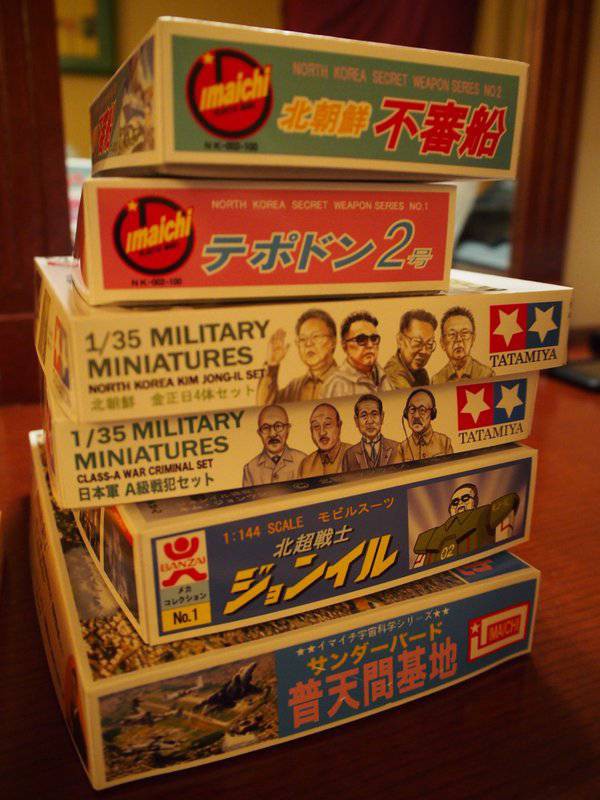 imaichi
NORTH KOREA SECRET WEAPON SERIES NO.2
北朝鮮 不審船
NK-002-100
imaichi
NORTH KOREA SECRET WEAPON SERIES NO.1
テポドン2号
NK-002-100
1/35 MILITARY
MINIATURES
NORTH KOREA KIM JONG-IL SET
北朝鮮 金正日4体セット
TATAMIYA
1/35 MILITARY
MINIATURES
CLASS-A WAR CRIMINAL SET
日本軍 A級戦犯セット
TATAMIYA
BANZAI
メカ
コレクション
No.1
1:144 SCALE モビルスーツ
北超戦士
ジョンイル
02
★★イマイチ宇宙科学シリーズ★★
サンダーバード
普天間基地
IMAICHI